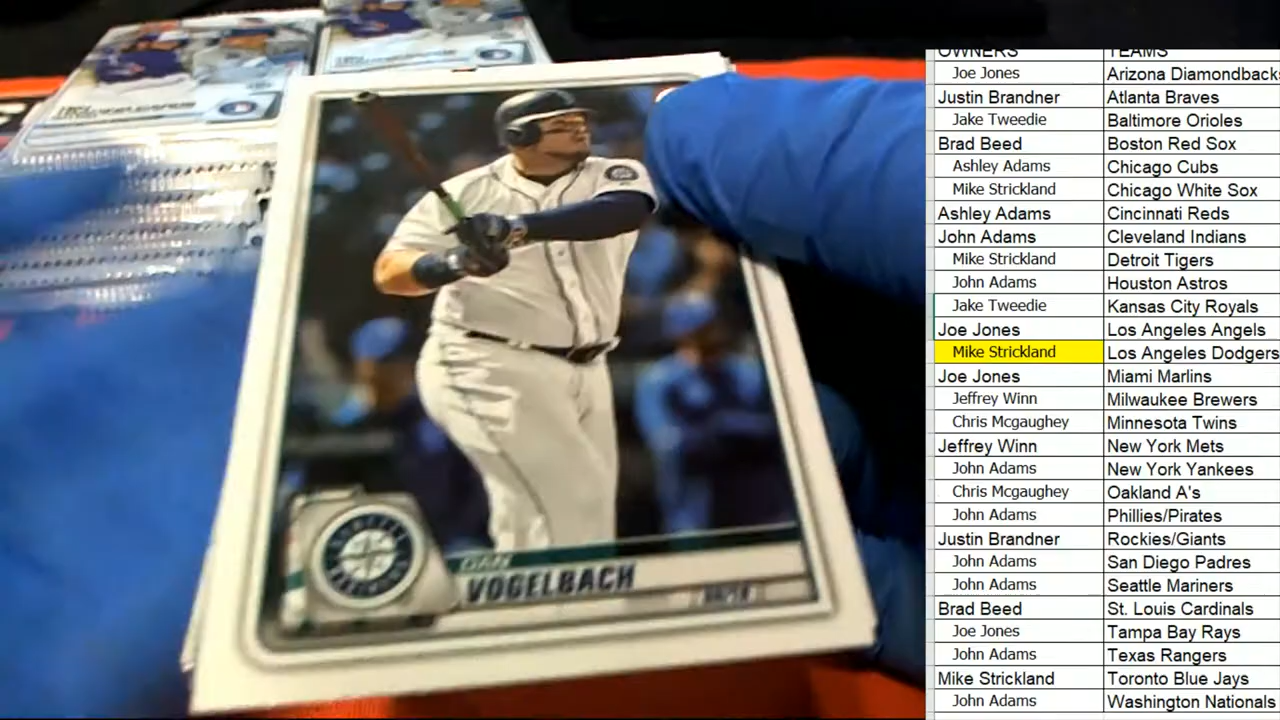 OWNERS TEAMS
Joe Jones Arizona Diamondbacks
Justin Brandner Atlanta Braves
Jake Tweedie Baltimore Orioles
Brad Beed Boston Red Sox
Ashley Adams Chicago Cubs
Mike Strickland Chicago White Sox
Ashley Adams Cincinnati Reds
John Adams Cleveland Indians
Mike Strickland Detroit Tigers
John Adams Houston Astros
Jake Tweedie Kansas City Royals
Joe Jones Los Angeles Angels
Mike Strickland Los Angeles Dodgers
Joe Jones Miami Marlins
Jeffrey Winn Milwaukee Brewers
Chris Mcgaughey Minnesota Twins
Jeffrey Winn New York Mets
John Adams New York Yankees
Chris Mcgaughey Oakland A's
John Adams Phillies/Pirates
Justin Brandner Rockies/Giants
John Adams San Diego Padres
John Adams Seattle Mariners
Brad Beed St. Louis Cardinals
Joe Jones Tampa Bay Rays
John Adams Texas Rangers
Mike Strickland Toronto Blue Jays
John Adams Washington Nationals
DAN
VOGELBACH